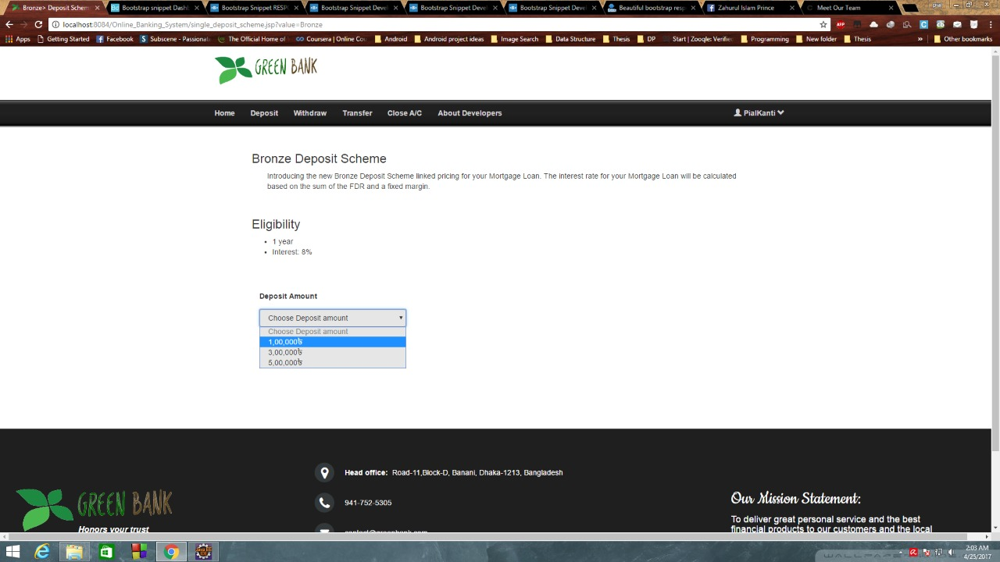 Bronze> Deposit Schem
Bootstrap snippet Dash
Bootstrap Snippet RESP
Bootstrap Snippet Devel
Bootstrap Snippet Devel
Bootstrap Snippet Devel
Beautiful bootstrap resp
Zahurul Islam Prince
Meet Our Team
localhost:8084/Online_Banking_System/single_deposit_scheme.jsp?value=Bronze
Apps Getting Started Facebook Subscene - Passiona The Official Home of Coursera | Online Cou Android Android project ideas Image Search Data Structure Thesis DP Start | Zooqle: Verified Programming New folder Thesis » Other bookmarks
GREEN BANK
Home Deposit Withdraw Transfer Close A/C About Developers PialKanti
Bronze Deposit Scheme
Introducing the new Bronze Deposit Scheme linked pricing for your Mortgage Loan. The interest rate for your Mortgage Loan will be calculated
based on the sum of the FDR and a fixed margin.
Eligibility
• 1 year
• Interest: 8%
Deposit Amount
Choose Deposit amount
Choose Deposit amount
1,00,000৳
3,00,000৳
5,00,000৳
Head office: Road-11,Block-D, Banani, Dhaka-1213, Bangladesh
941-752-5305
contact@greenbank.com
GREEN BANK
Honors your trust
Our Mission Statement:
To deliver great personal service and the best
financial products to our customers and the local
2:03 AM
4/25/2017